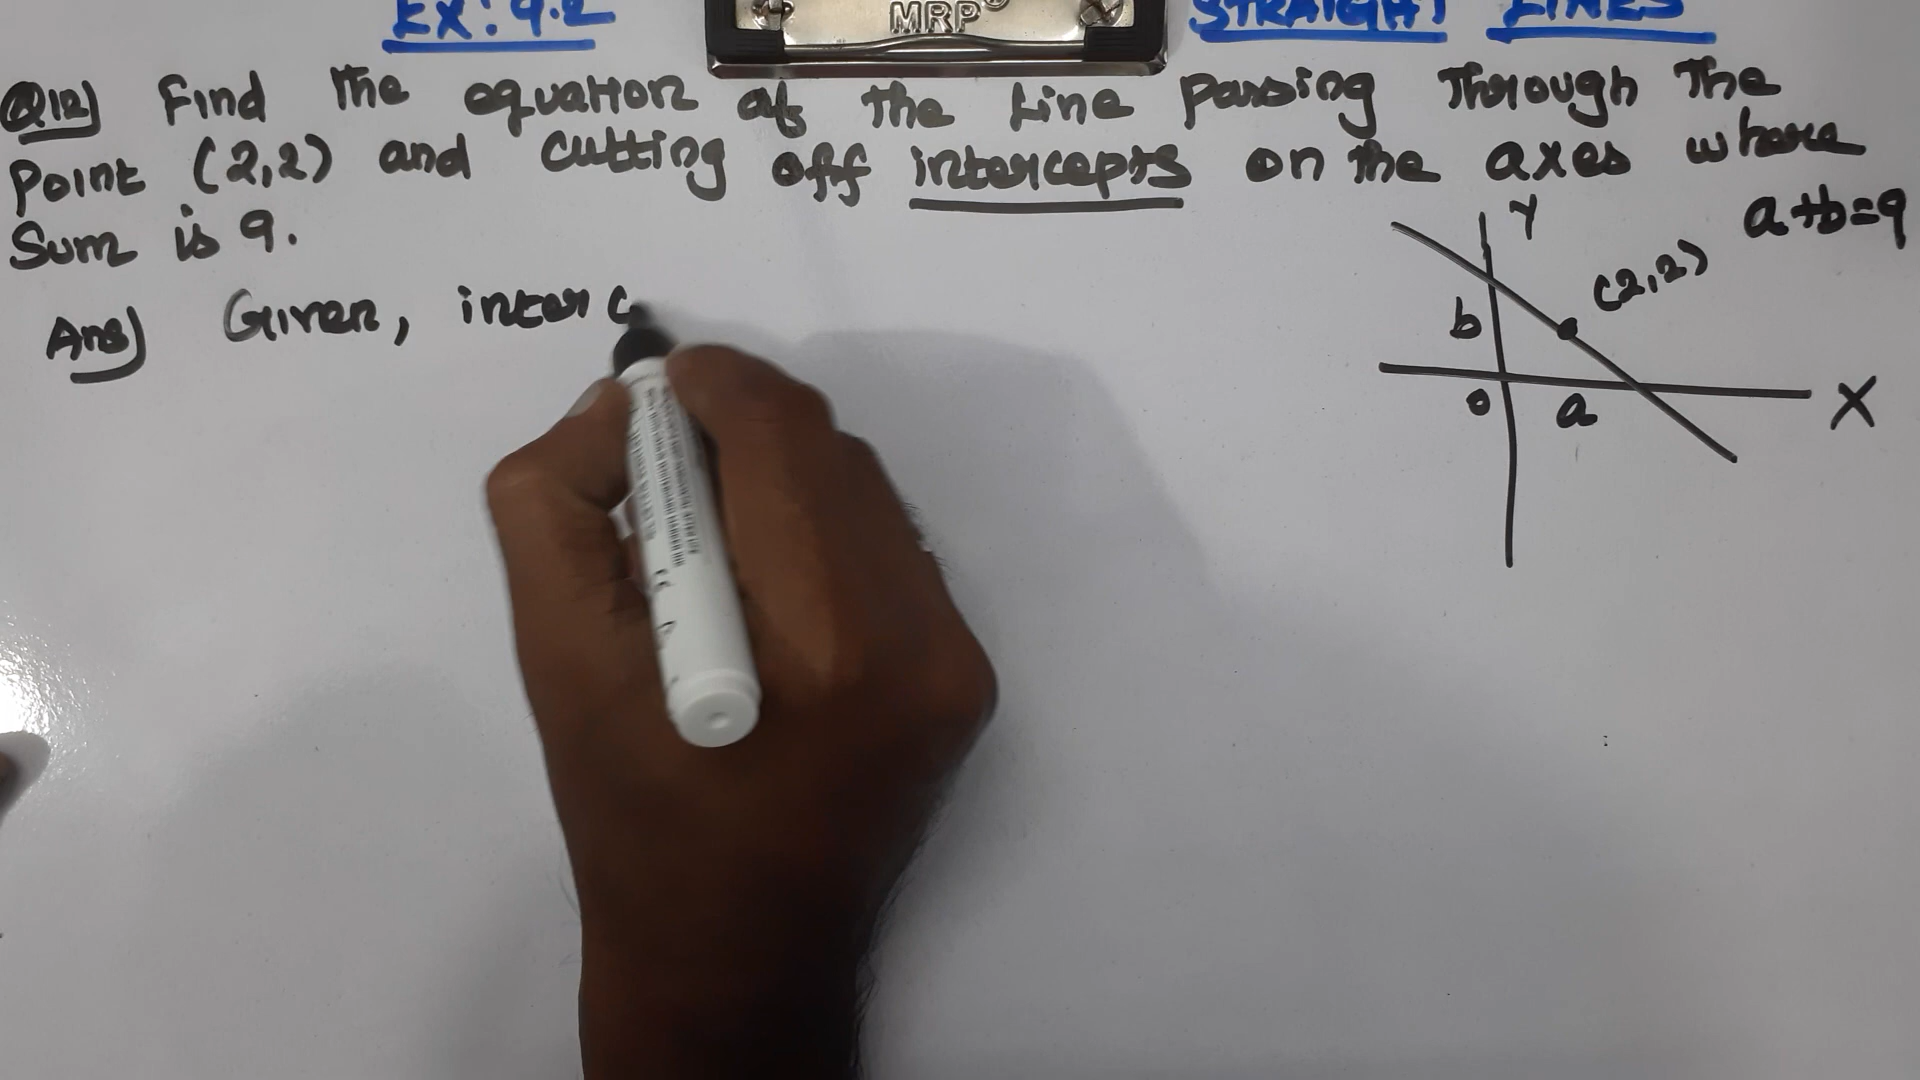 EX: 9.2
MRP
STRAIGHT LINES
Q12) Find the equation of the Line passing Through The
Point (2,2) and cutting off intercepts on the axes whose
Sum is 9.
a+b=9
Y
(2,2)
Ans) Given, interc
b
0
a
X